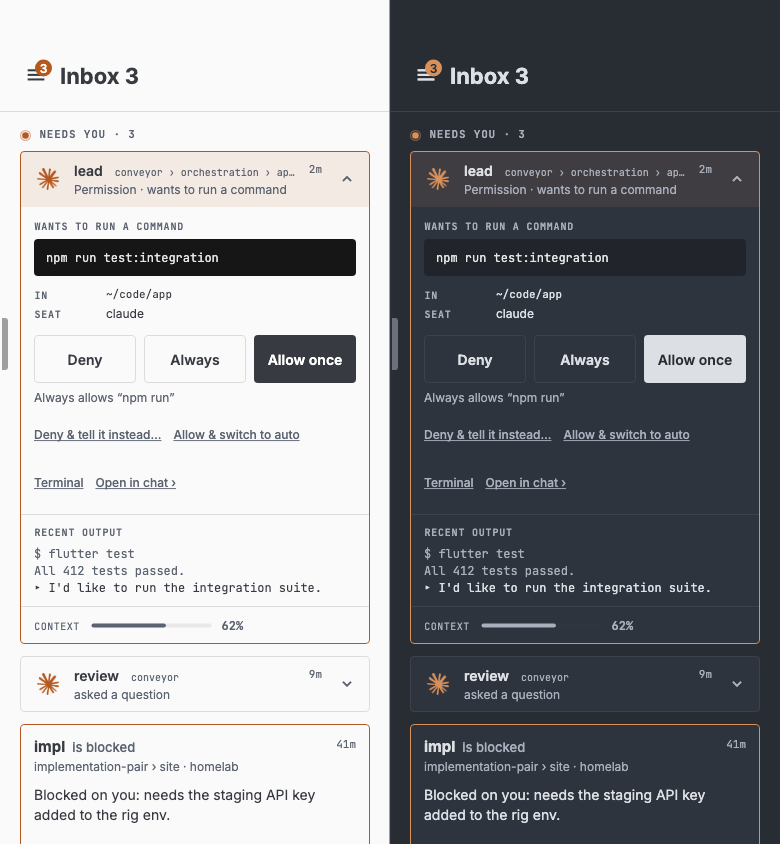 3
Inbox 3
NEEDS YOU · 3
lead conveyor › orchestration › ap… 2m
Permission · wants to run a command
WANTS TO RUN A COMMAND
npm run test:integration
IN ~/code/app
SEAT claude
Deny Always Allow once
Always allows “npm run”
Deny & tell it instead… Allow & switch to auto
Terminal Open in chat ›
RECENT OUTPUT
$ flutter test
All 412 tests passed.
‣ I'd like to run the integration suite.
CONTEXT 62%
review conveyor 9m
asked a question
impl is blocked 41m
implementation-pair › site · homelab
Blocked on you: needs the staging API key
added to the rig env.
3
Inbox 3
NEEDS YOU · 3
lead conveyor › orchestration › ap… 2m
Permission · wants to run a command
WANTS TO RUN A COMMAND
npm run test:integration
IN ~/code/app
SEAT claude
Deny Always Allow once
Always allows “npm run”
Deny & tell it instead… Allow & switch to auto
Terminal Open in chat ›
RECENT OUTPUT
$ flutter test
All 412 tests passed.
‣ I'd like to run the integration suite.
CONTEXT 62%
review conveyor 9m
asked a question
impl is blocked 41m
implementation-pair › site · homelab
Blocked on you: needs the staging API key
added to the rig env.